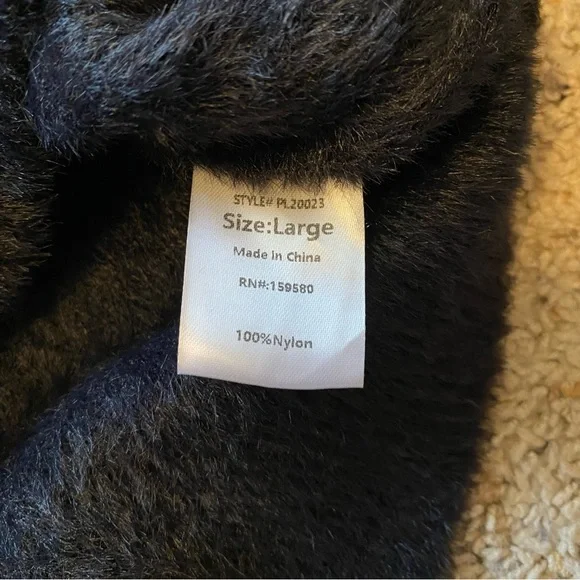 STYLE# PL20023
Size:Large
Made in China
RN#:159580
100%Nylon